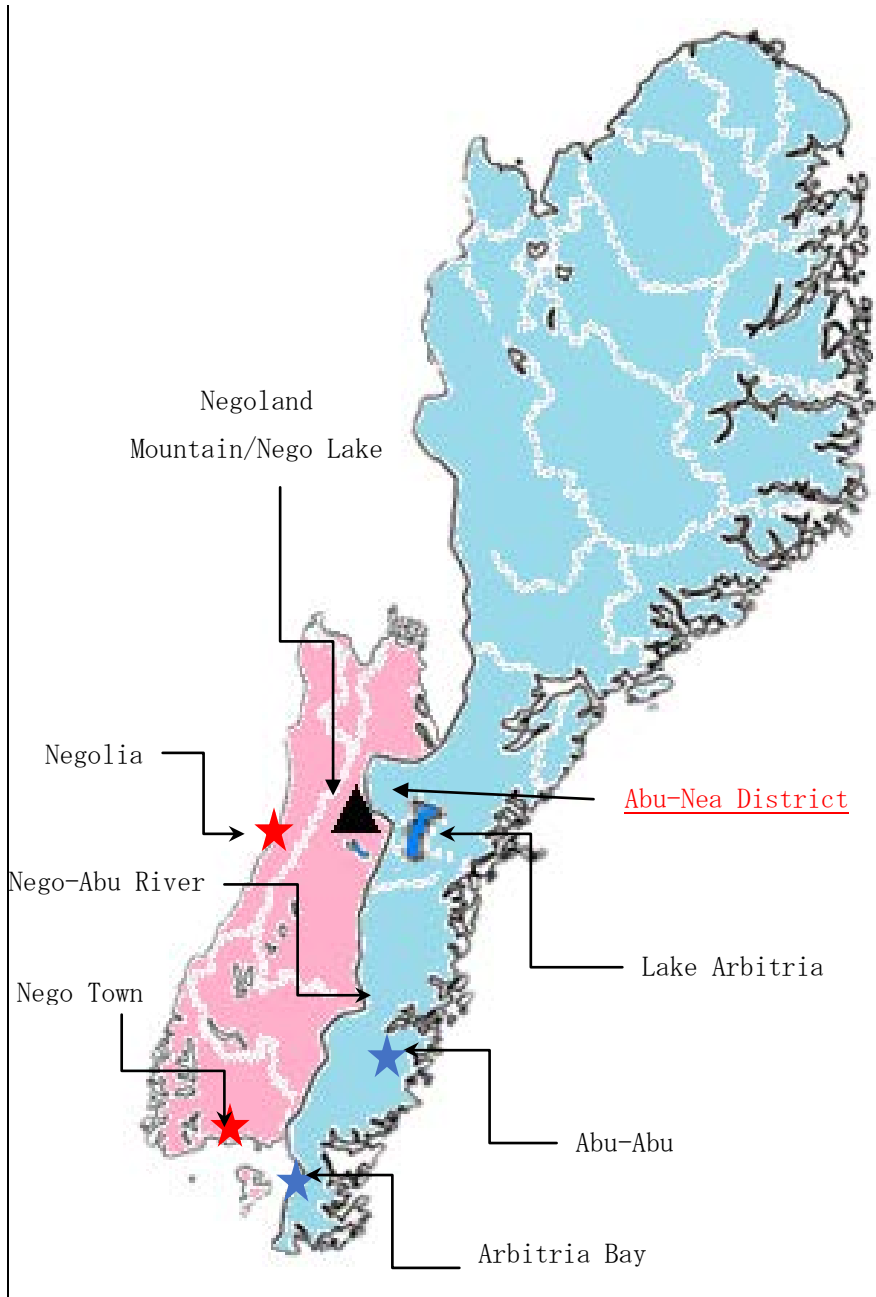 Negoland
Mountain/Nego Lake
Negolia
Abu-Nea District
Nego-Abu River
Lake Arbitria
Nego Town
Abu-Abu
Arbitria Bay